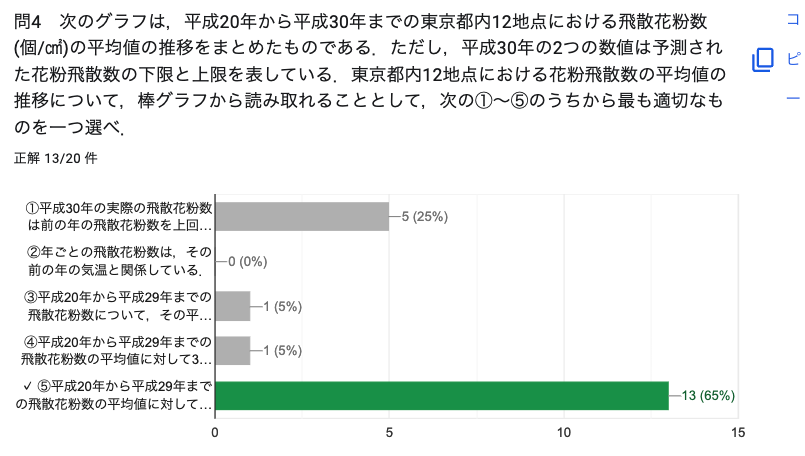 問4　次のグラフは，平成20年から平成30年までの東京都内12地点における飛散花粉数
(個/㎠)の平均値の推移をまとめたものである．ただし，平成30年の2つの数値は予測され
た花粉飛散数の下限と上限を表している．東京都内12地点における花粉飛散数の平均値の
推移について，棒グラフから読み取れることとして，次の①〜⑤のうちから最も適切なも
のを一つ選べ．
コ
ピ
ー
正解 13/20 件
①平成30年の実際の飛散花粉数
は前の年の飛散花粉数を上回…
5 (25%)
②年ごとの飛散花粉数は，その
前の年の気温と関係している．
0 (0%)
③平成20年から平成29年までの
飛散花粉数について，その平…
1 (5%)
④平成20年から平成29年までの
飛散花粉数の平均値に対して3…
1 (5%)
✓ ⑤平成20年から平成29年まで
の飛散花粉数の平均値に対して…
13 (65%)
0 5 10 15